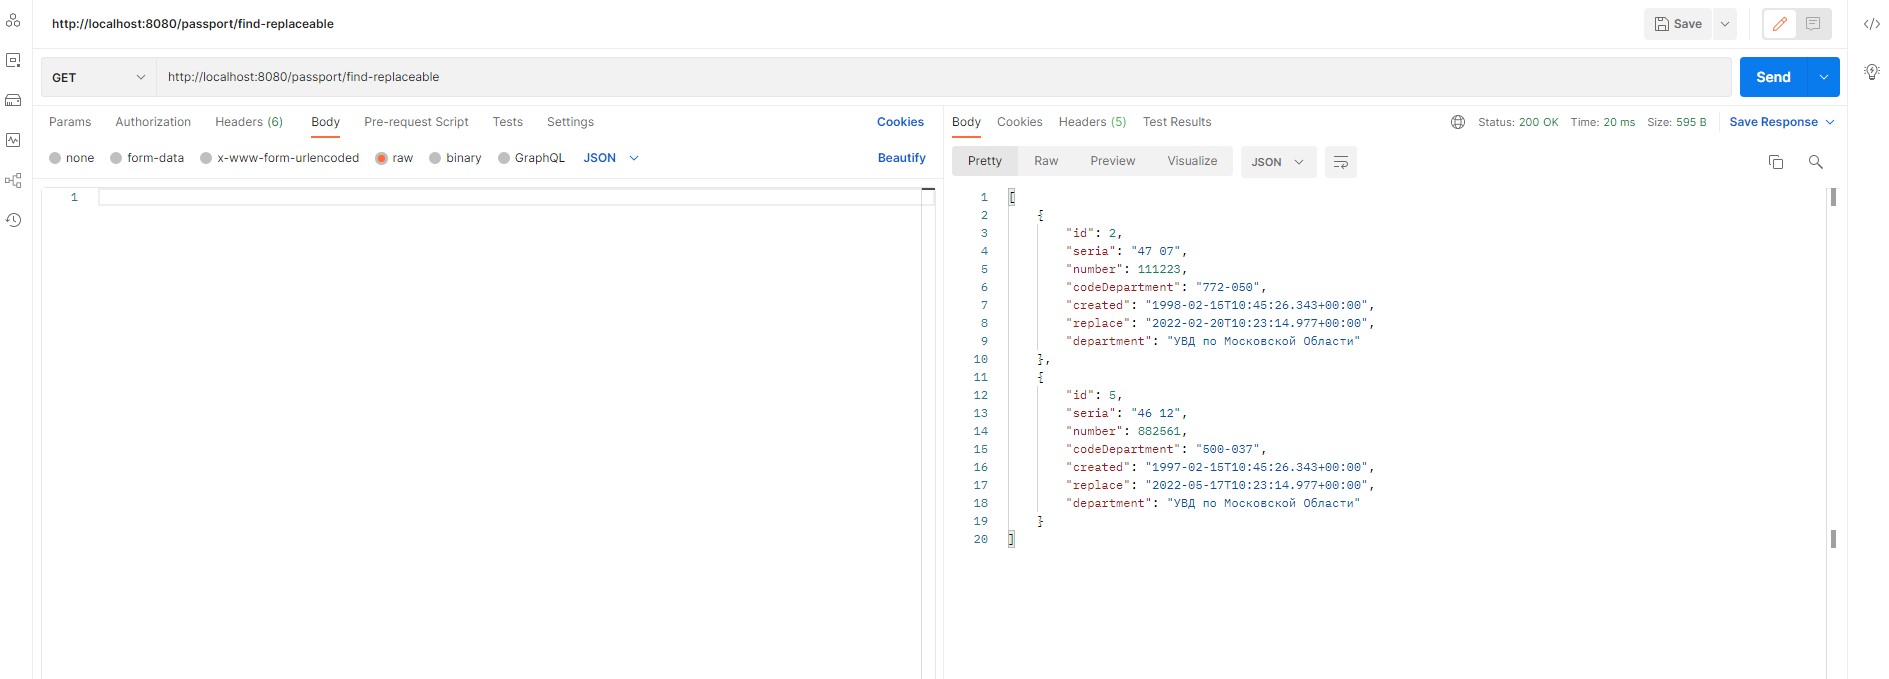 http://localhost:8080/passport/find-replaceable
Save
GET
http://localhost:8080/passport/find-replaceable
Send
Params Authorization Headers (6) Body Pre-request Script Tests Settings Cookies
none form-data x-www-form-urlencoded raw binary GraphQL JSON Beautify
1
Body Cookies Headers (5) Test Results Status: 200 OK Time: 20 ms Size: 595 B Save Response
Pretty Raw Preview Visualize JSON
1 [
2 {
3 "id": 2,
4 "seria": "47 07",
5 "number": 111223,
6 "codeDepartment": "772-050",
7 "created": "1998-02-15T10:45:26.343+00:00",
8 "replace": "2022-02-20T10:23:14.977+00:00",
9 "department": "УВД по Московской Области"
10 },
11 {
12 "id": 5,
13 "seria": "46 12",
14 "number": 882561,
15 "codeDepartment": "500-037",
16 "created": "1997-02-15T10:45:26.343+00:00",
17 "replace": "2022-05-17T10:23:14.977+00:00",
18 "department": "УВД по Московской Области"
19 }
20 ]